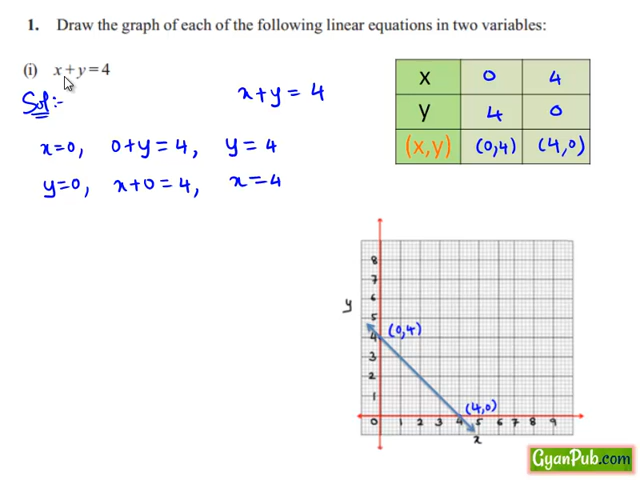 1. Draw the graph of each of the following linear equations in two variables:
(i) x + y = 4
Sol:-
x+y = 4
x=0, 0+y = 4, y = 4
y=0, x+0 = 4, x = 4
x 0 4
y 4 0
(x,y) (0,4) (4,0)
y
8
7
6
5
4 (0,4)
3
2
1
(4,0)
0 1 2 3 4 5 6 7 8 9
x
GyanPub.com